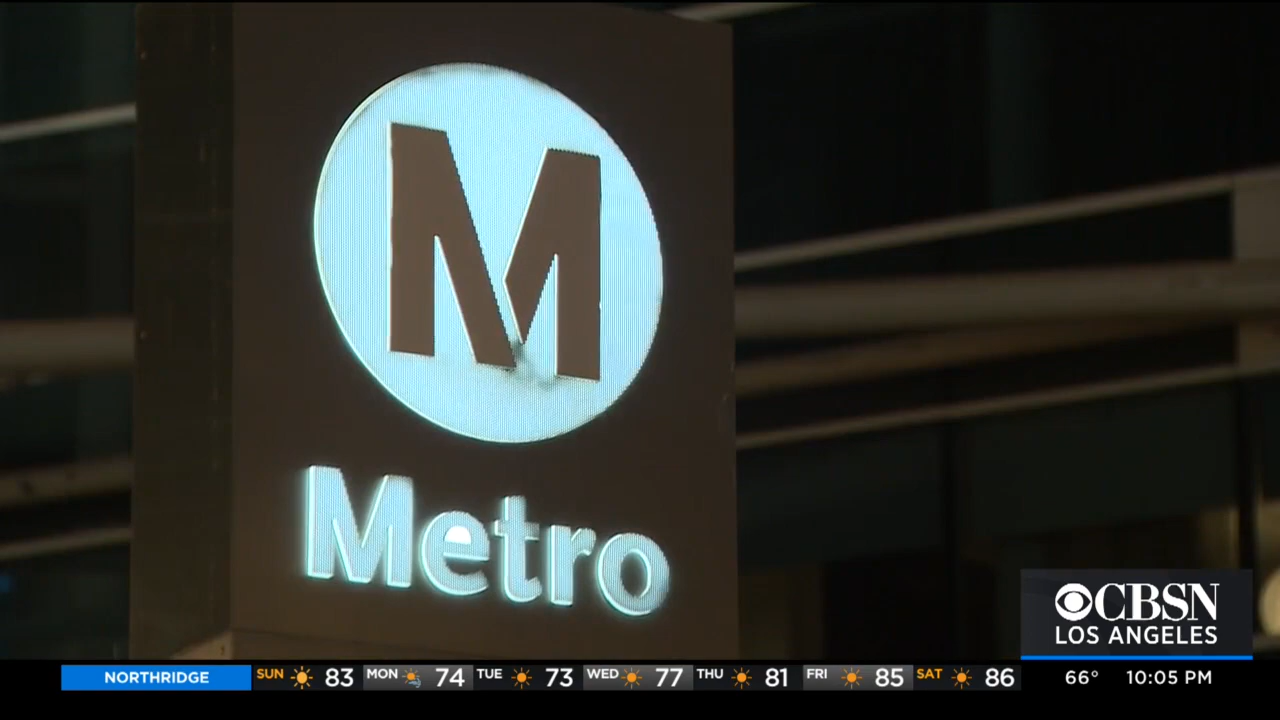 M
Metro
CBSN
LOS ANGELES
NORTHRIDGE SUN 83 MON 74 TUE 73 WED 77 THU 81 FRI 85 SAT 86 66° 10:05 PM